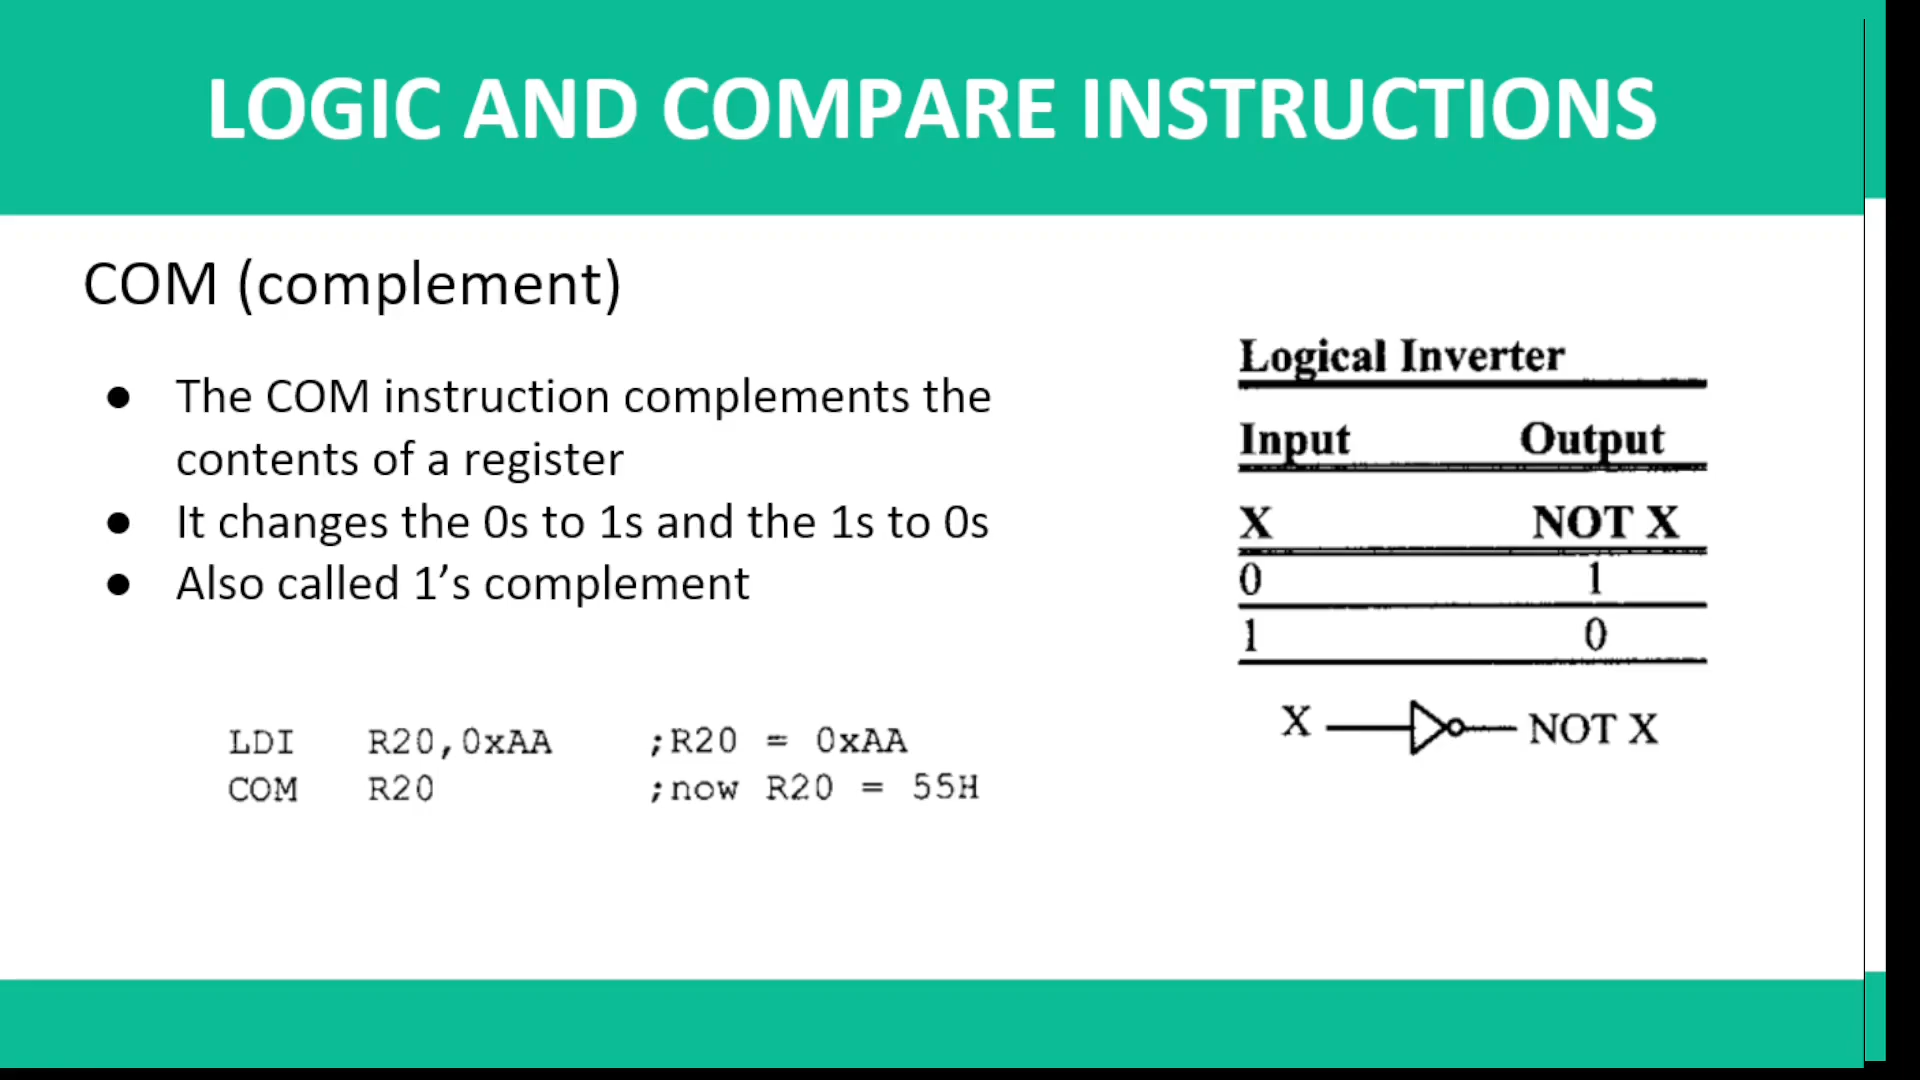 LOGIC AND COMPARE INSTRUCTIONS
COM (complement)
● The COM instruction complements the
contents of a register
● It changes the 0s to 1s and the 1s to 0s
● Also called 1’s complement
LDI R20,0xAA ;R20 = 0xAA
COM R20 ;now R20 = 55H
Logical Inverter
Input Output
X NOT X
0 1
1 0
X NOT X